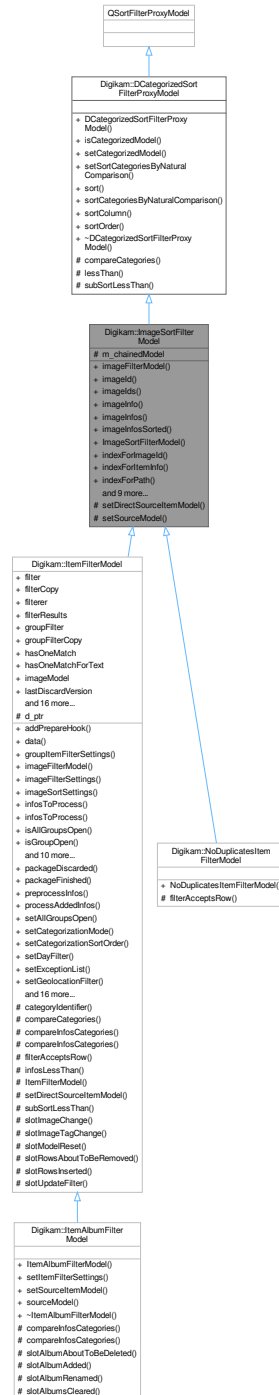 QSortFilterProxyModel
Digikam::DCategorizedSort
FilterProxyModel
+ DCategorizedSortFilterProxy
Model()
+ isCategorizedModel()
+ setCategorizedModel()
+ setSortCategoriesByNatural
Comparison()
+ sort()
+ sortCategoriesByNaturalComparison()
+ sortColumn()
+ sortOrder()
+ ~DCategorizedSortFilterProxy
Model()
# compareCategories()
# lessThan()
# subSortLessThan()
Digikam::ImageSortFilter
Model
# m_chainedModel
+ imageFilterModel()
+ imageId()
+ imageIds()
+ imageInfo()
+ imageInfos()
+ imageInfosSorted()
+ ImageSortFilterModel()
+ indexForImageId()
+ indexForItemInfo()
+ indexForPath()
and 9 more...
# setDirectSourceItemModel()
# setSourceModel()
Digikam::ItemFilterModel
+ filter
+ filterCopy
+ filterer
+ filterResults
+ groupFilter
+ groupFilterCopy
+ hasOneMatch
+ hasOneMatchForText
+ imageModel
+ lastDiscardVersion
and 16 more...
# d_ptr
+ addPrepareHook()
+ data()
+ groupItemFilterSettings()
+ imageFilterModel()
+ imageFilterSettings()
+ imageSortSettings()
+ infosToProcess()
+ infosToProcess()
+ isAllGroupsOpen()
+ isGroupOpen()
and 10 more...
+ packageDiscarded()
+ packageFinished()
+ preprocessInfos()
+ processAddedInfos()
+ setAllGroupsOpen()
+ setCategorizationMode()
+ setCategorizationSortOrder()
+ setDayFilter()
+ setExceptionList()
+ setGeolocationFilter()
and 16 more...
# categoryIdentifier()
# compareCategories()
# compareInfosCategories()
# compareInfosCategories()
# filterAcceptsRow()
# infosLessThan()
# ItemFilterModel()
# setDirectSourceItemModel()
# subSortLessThan()
# slotImageChange()
# slotImageTagChange()
# slotModelReset()
# slotRowsAboutToBeRemoved()
# slotRowsInserted()
# slotUpdateFilter()
Digikam::NoDuplicatesItem
FilterModel
+ NoDuplicatesItemFilterModel()
# filterAcceptsRow()
Digikam::ItemAlbumFilter
Model
+ ItemAlbumFilterModel()
+ setItemFilterSettings()
+ setSourceItemModel()
+ sourceModel()
+ ~ItemAlbumFilterModel()
# compareInfosCategories()
# compareInfosCategories()
# slotAlbumAboutToBeDeleted()
# slotAlbumAdded()
# slotAlbumRenamed()
# slotAlbumsCleared()